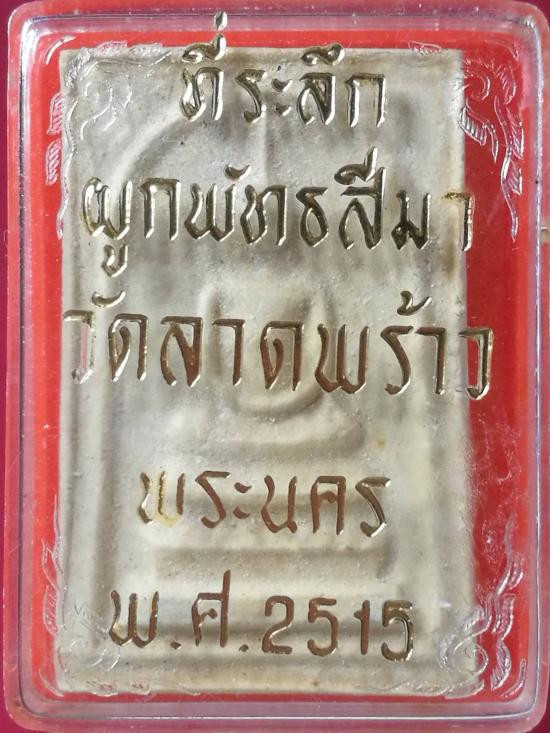 ที่ระลึก
ผูกพัทธสีมา
วัดลาดพร้าว
พระนคร
พ.ศ.2515